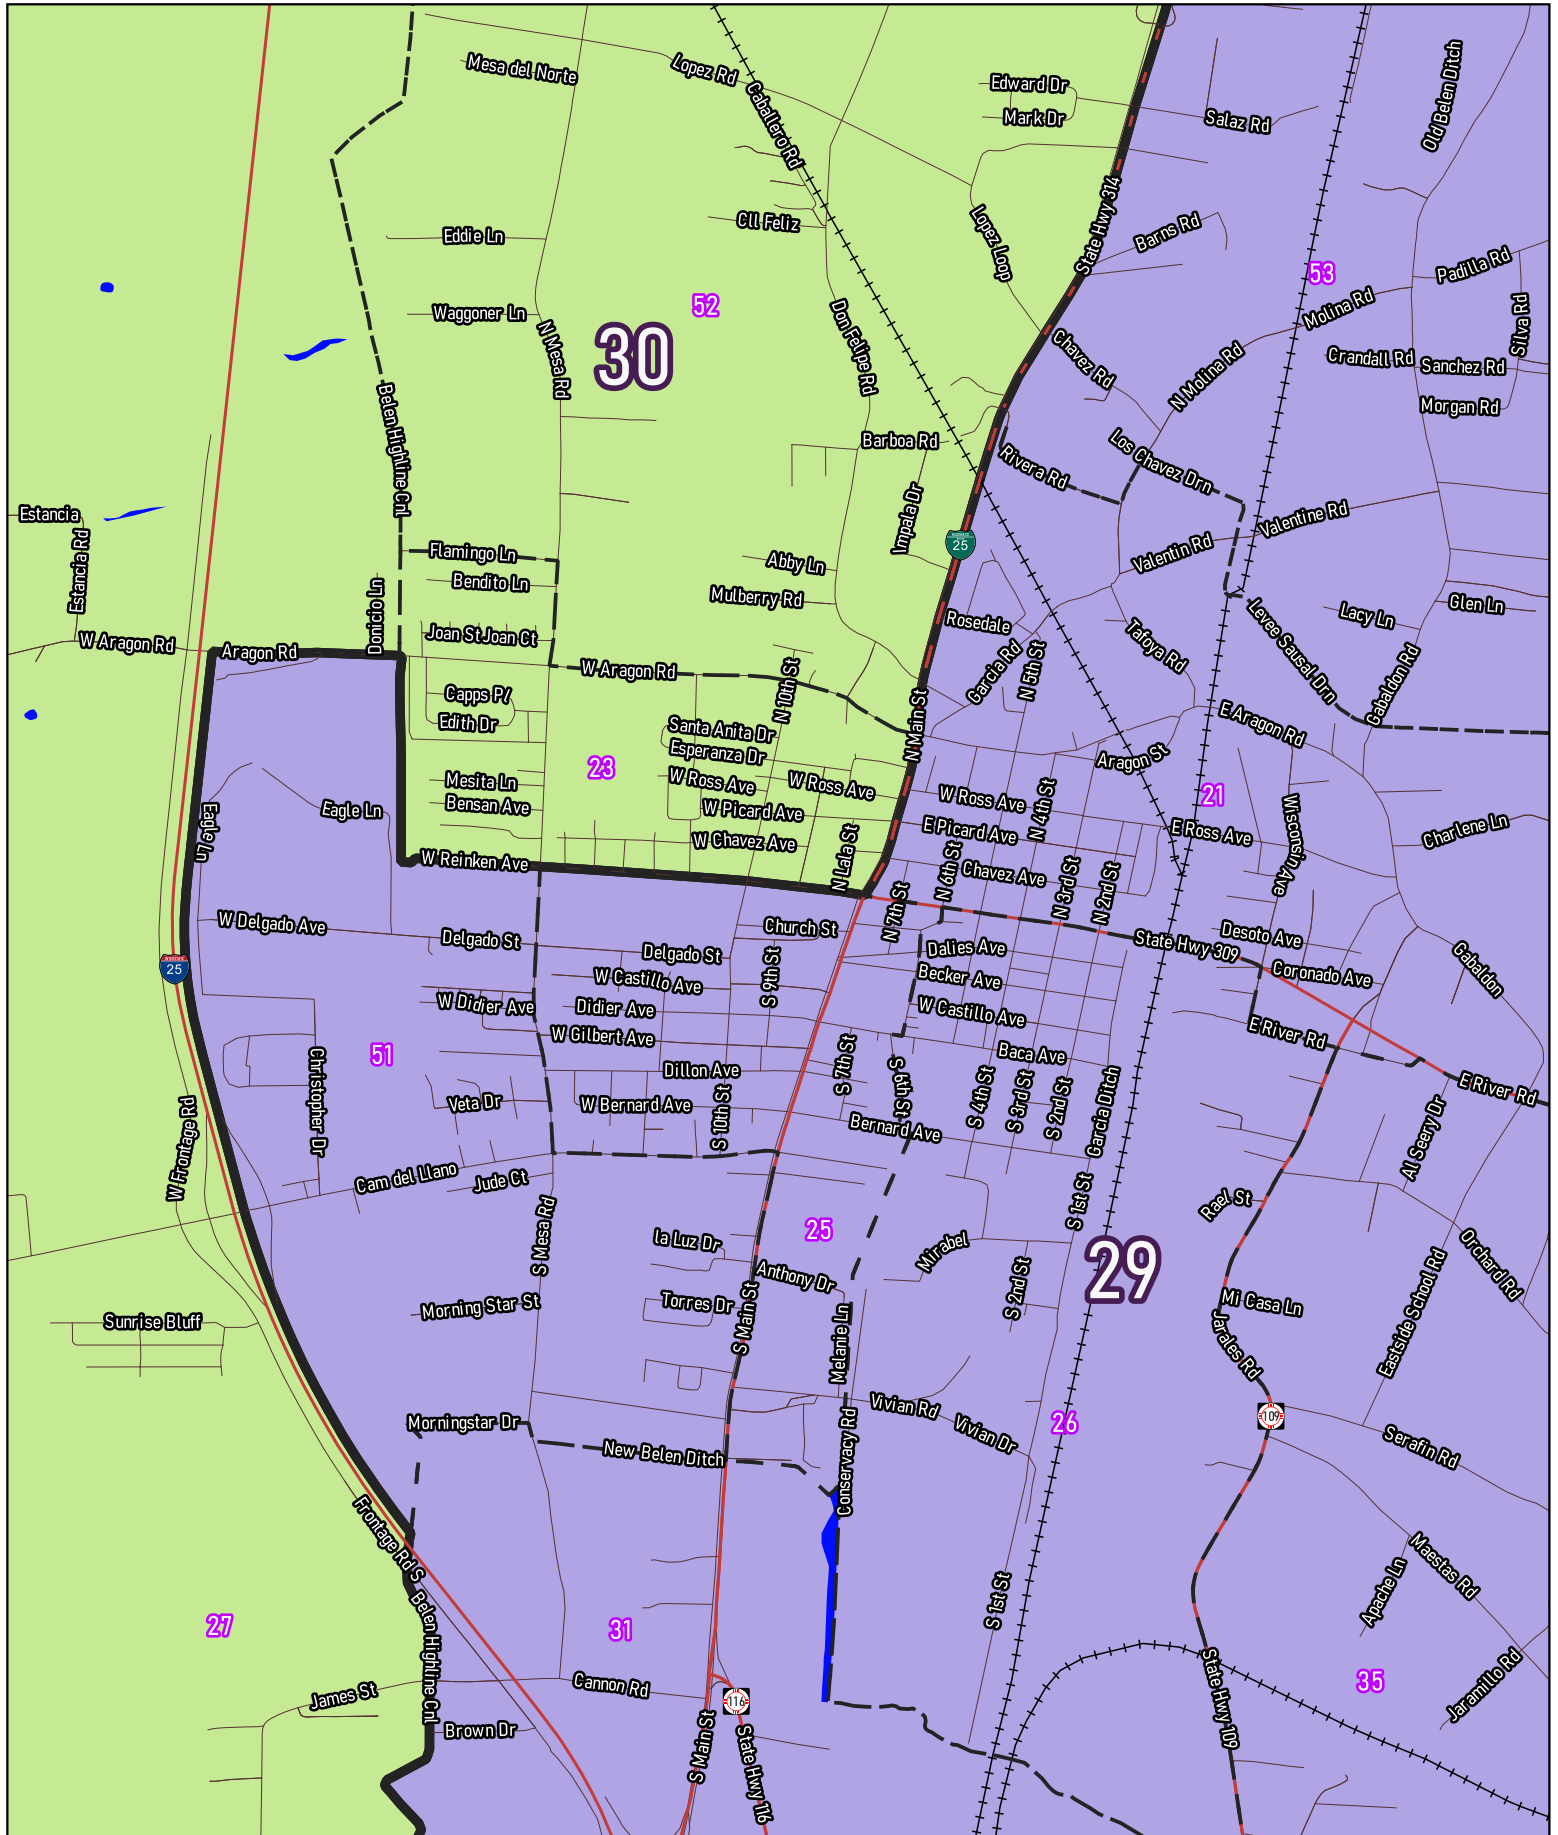 Mesa del Norte
Lopez Rd
Caballero Rd
Edward Dr
Mark Dr
Salaz Rd
Old Belen Ditch
State Hwy 314
Cll Feliz
Eddie Ln
Lopez Loop
Barns Rd
Padilla Rd
53
52
Waggoner Ln
Molina Rd
Silva Rd
30
N Mesa Rd
Don Felipe Rd
Chavez Rd
N Molina Rd
Crandall Rd
Sanchez Rd
Morgan Rd
Belen Highline Cnl
Barboa Rd
Rivera Rd
Los Chavez Drn
Estancia
Impala Dr
Valentine Rd
25
Estancia Rd
Flamingo Ln
Abby Ln
Valentin Rd
Bendito Ln
Mulberry Rd
Donicio Ln
Rosedale
Lacy Ln
Glen Ln
W Aragon Rd
Aragon Rd
Joan St
Joan Ct
Tafoya Rd
Levee Sausal Drn
W Aragon Rd
Garcia Rd
N 5th St
Gabaldon Rd
Capps Pl
N 10th St
Edith Dr
Santa Anita Dr
N Main St
E Aragon Rd
Esperanza Dr
Aragon St
23
Mesita Ln
W Ross Ave
W Ross Ave
W Ross Ave
21
Bensan Ave
W Picard Ave
N 4th St
Eagle Ln
Eagle Ln
E Picard Ave
E Ross Ave
Wisconsin Ave
Charlene Ln
W Chavez Ave
N Lala St
W Reinken Ave
Chavez Ave
N 6th St
N 3rd St
N 2nd St
N 7th St
W Delgado Ave
Church St
Delgado St
Delgado St
Dalies Ave
State Hwy 309
Desoto Ave
25
W Castillo Ave
S 9th St
Becker Ave
Coronado Ave
Gabaldon
W Didier Ave
Didier Ave
W Castillo Ave
W Gilbert Ave
E River Rd
51
Christopher Dr
Dillon Ave
S 7th St
Baca Ave
S 6th St
S 4th St
S 3rd St
S 2nd St
Garcia Ditch
E River Rd
Veta Dr
W Bernard Ave
S 10th St
Bernard Ave
Al Seery Dr
W Frontage Rd
Cam del Llano
Jude Ct
S 1st St
Rael St
S Mesa Rd
la Luz Dr
25
Mirabel
29
Orchard Rd
Anthony Dr
S 2nd St
Eastside School Rd
Morning Star St
Torres Dr
S Main St
Melanie Ln
Mi Casa Ln
Sunrise Bluff
Jarales Rd
Morningstar Dr
Vivian Rd
Vivian Dr
26
109
Serafin Rd
New Belen Ditch
Conservacy Rd
Frontage Rd S
Maestas Rd
Apache Ln
S 1st St
27
Belen Highline Cnl
31
State Hwy 109
Cannon Rd
35
Jaramillo Rd
James St
116
Brown Dr
S Main St
State Hwy 116